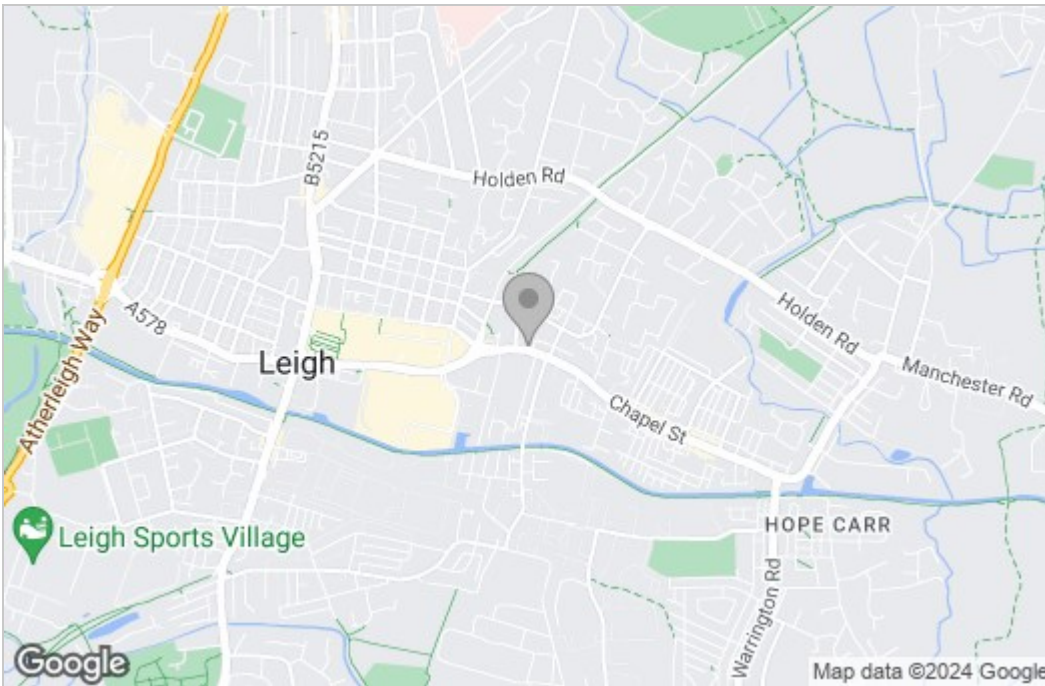 B5215
Holden Rd
Holden Rd
A578
Leigh
Manchester Rd
Atherleigh Way
Chapel St
HOPE CARR
Leigh Sports Village
Warrington Rd
Google
Map data ©2024 Google